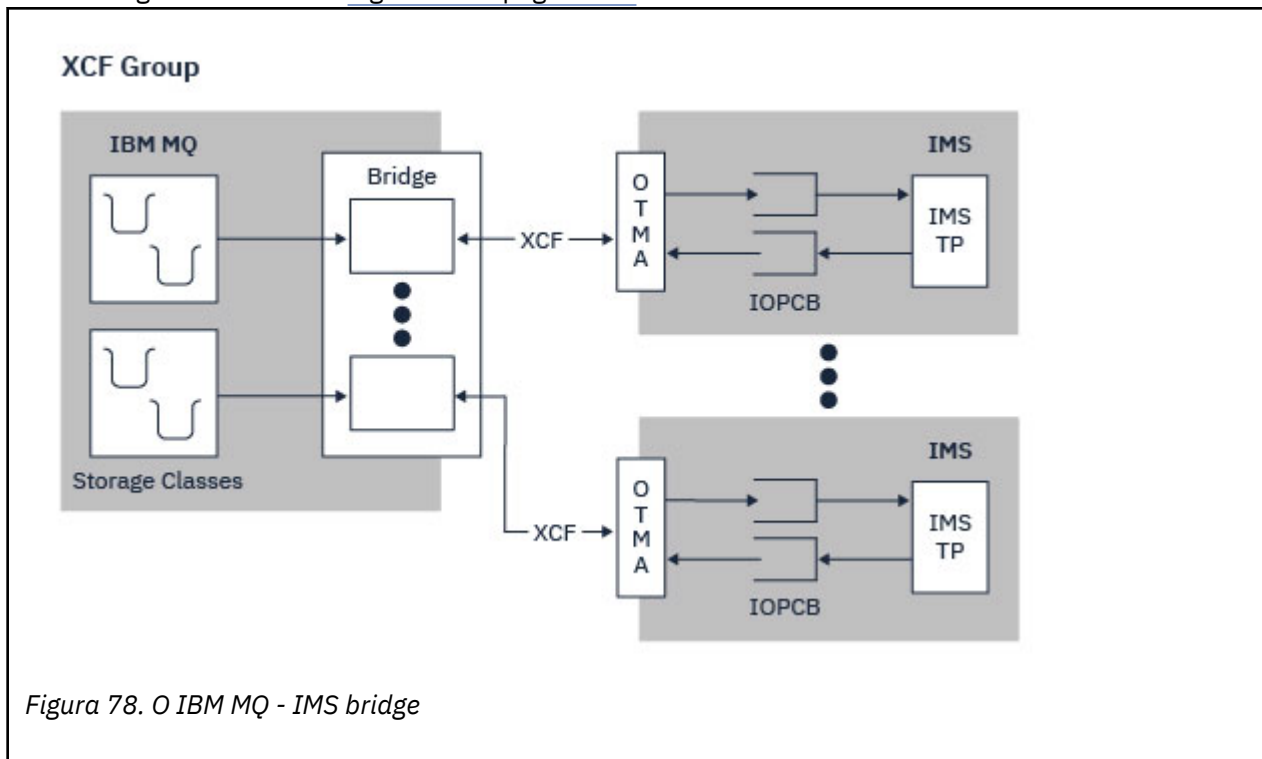 XCF Group
IBM MQ
Bridge
Storage Classes
XCF
O
T
M
A
IMS
IMS
TP
IOPCB
XCF
O
T
M
A
IMS
IMS
TP
IOPCB
Figura 78. O IBM MQ - IMS bridge